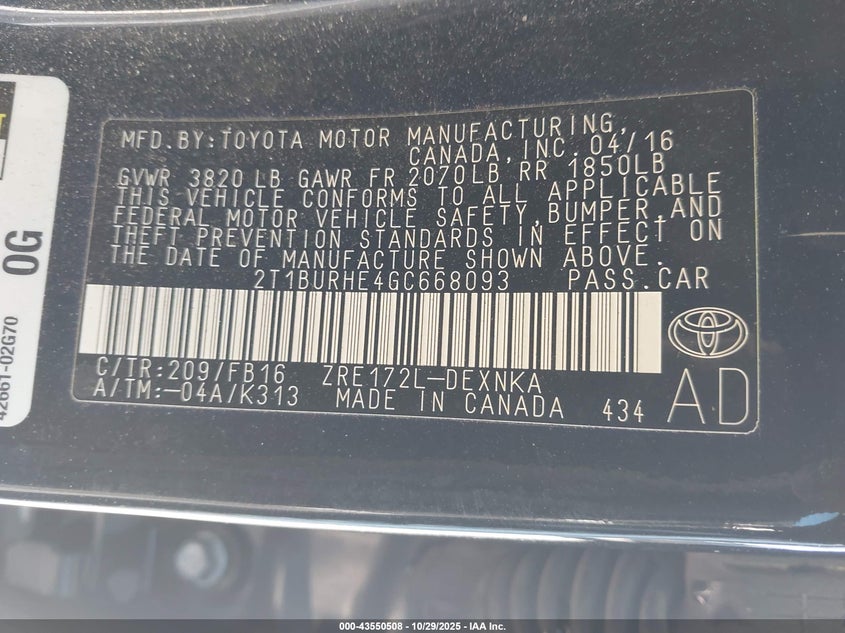 MFD.BY:TOYOTA MOTOR MANUFACTURING,
CANADA,INC.04/16
GVWR 3820 LB GAWR FR 2070LB RR 1850LB
THIS VEHICLE CONFORMS TO ALL APPLICABLE
FEDERAL MOTOR VEHICLE SAFETY,BUMPER,AND
THEFT PREVENTION STANDARDS IN EFFECT ON
THE DATE OF MANUFACTURE SHOWN ABOVE.
2T1BURHE4GC668093 PASS.CAR
C/TR:209/FB16 ZRE172L-DEXNKA
A/TM:-04A/K313 MADE IN CANADA 434
AD
0G
42661-02G70
000-43550508 - 10/29/2025 - IAA Inc.